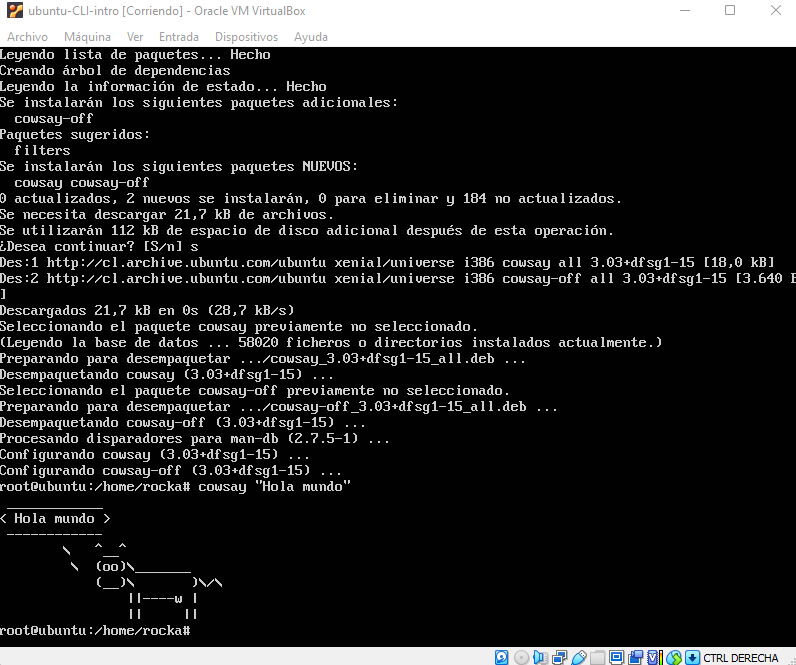 ubuntu-CLI-intro [Corriendo] - Oracle VM VirtualBox
Archivo Máquina Ver Entrada Dispositivos Ayuda
Leyendo lista de paquetes... Hecho
Creando árbol de dependencias
Leyendo la información de estado... Hecho
Se instalarán los siguientes paquetes adicionales:
  cowsay-off
Paquetes sugeridos:
  filters
Se instalarán los siguientes paquetes NUEVOS:
  cowsay cowsay-off
0 actualizados, 2 nuevos se instalarán, 0 para eliminar y 184 no actualizados.
Se necesita descargar 21,7 kB de archivos.
Se utilizarán 112 kB de espacio de disco adicional después de esta operación.
¿Desea continuar? [S/n] s
Des:1 http://cl.archive.ubuntu.com/ubuntu xenial/universe i386 cowsay all 3.03+dfsg1-15 [18,0 kB]
Des:2 http://cl.archive.ubuntu.com/ubuntu xenial/universe i386 cowsay-off all 3.03+dfsg1-15 [3.640 B
]
Descargados 21,7 kB en 0s (28,7 kB/s)
Seleccionando el paquete cowsay previamente no seleccionado.
(Leyendo la base de datos ... 58020 ficheros o directorios instalados actualmente.)
Preparando para desempaquetar .../cowsay_3.03+dfsg1-15_all.deb ...
Desempaquetando cowsay (3.03+dfsg1-15) ...
Seleccionando el paquete cowsay-off previamente no seleccionado.
Preparando para desempaquetar .../cowsay-off_3.03+dfsg1-15_all.deb ...
Desempaquetando cowsay-off (3.03+dfsg1-15) ...
Procesando disparadores para man-db (2.7.5-1) ...
Configurando cowsay (3.03+dfsg1-15) ...
Configurando cowsay-off (3.03+dfsg1-15) ...
root@ubuntu:/home/rocka# cowsay "Hola mundo"
 ____________
< Hola mundo >
 ------------
        \   ^__^
         \  (oo)\_______
            (__)\       )\/\
                ||----w |
                ||     ||
root@ubuntu:/home/rocka#
CTRL DERECHA